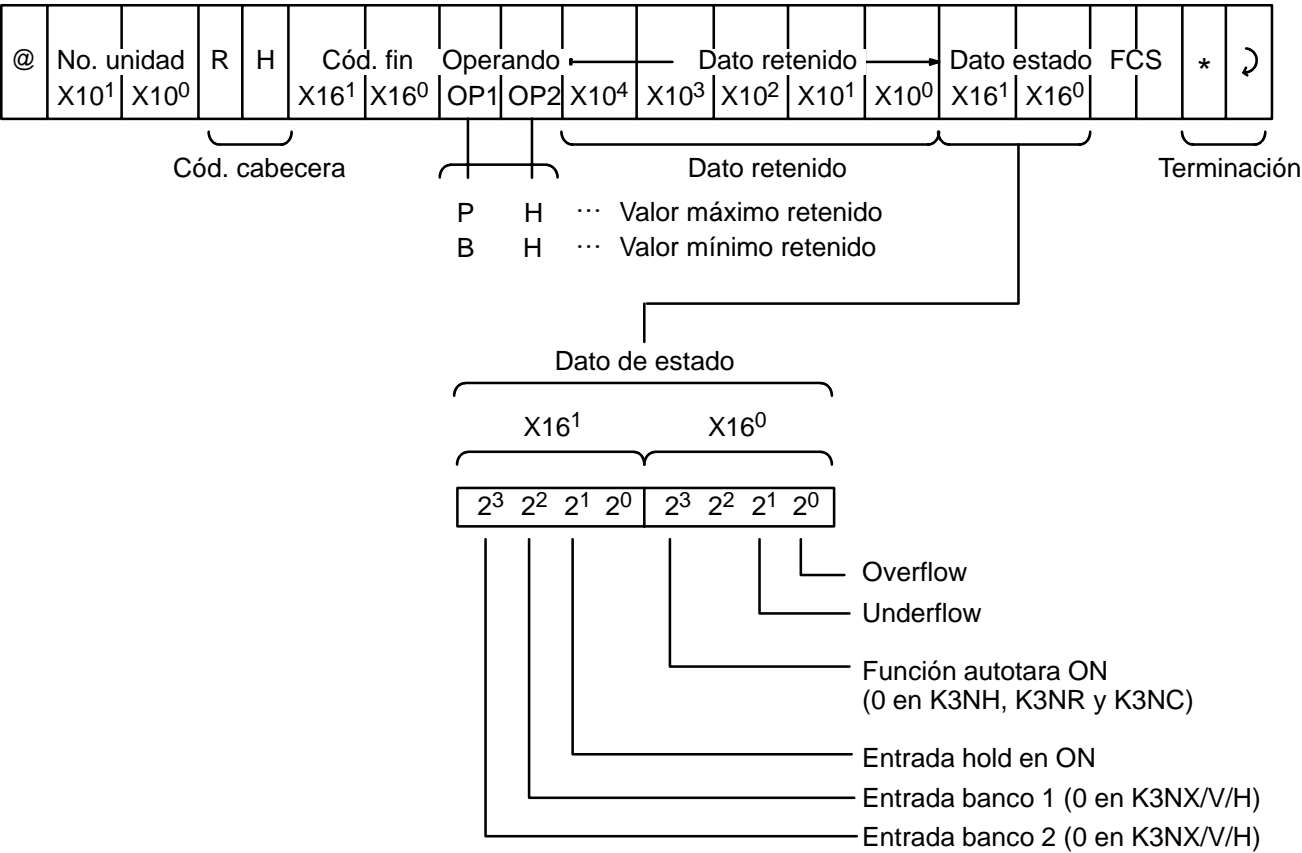 @ No. unidad R H Cód. fin Operando Dato retenido Dato estado FCS *
X10¹ X10⁰ X16¹ X16⁰ OP1 OP2 X10⁴ X10³ X10² X10¹ X10⁰ X16¹ X16⁰
Cód. cabecera Dato retenido Terminación
P H ··· Valor máximo retenido
B H ··· Valor mínimo retenido
Dato de estado
X16¹ X16⁰
2³ 2² 2¹ 2⁰ 2³ 2² 2¹ 2⁰
Overflow
Underflow
Función autotara ON
(0 en K3NH, K3NR y K3NC)
Entrada hold en ON
Entrada banco 1 (0 en K3NX/V/H)
Entrada banco 2 (0 en K3NX/V/H)